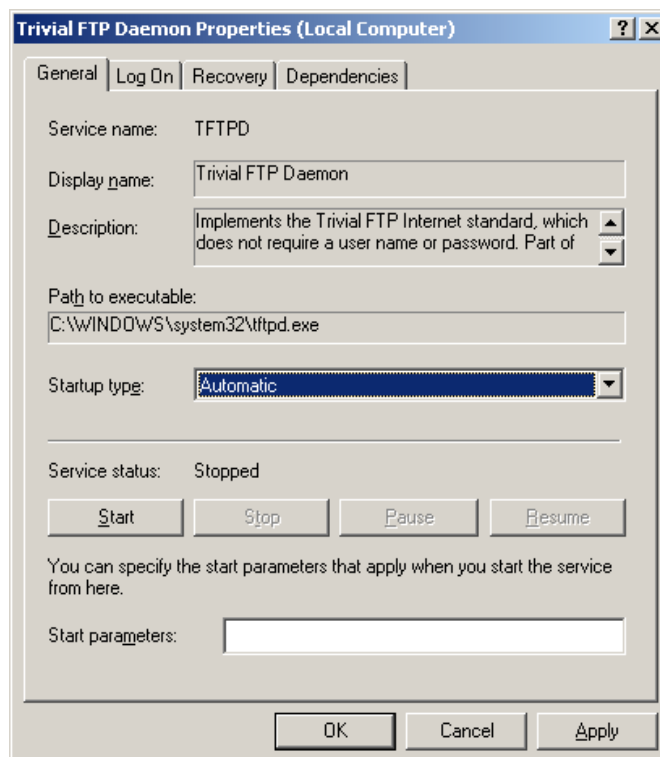 Trivial FTP Daemon Properties (Local Computer)
General Log On Recovery Dependencies
Service name: TFTPD
Display name: Trivial FTP Daemon
Description: Implements the Trivial FTP Internet standard, which
does not require a user name or password. Part of
Path to executable:
C:\WINDOWS\system32\tftpd.exe
Startup type: Automatic
Service status: Stopped
Start Stop Pause Resume
You can specify the start parameters that apply when you start the service
from here.
Start parameters:
OK Cancel Apply